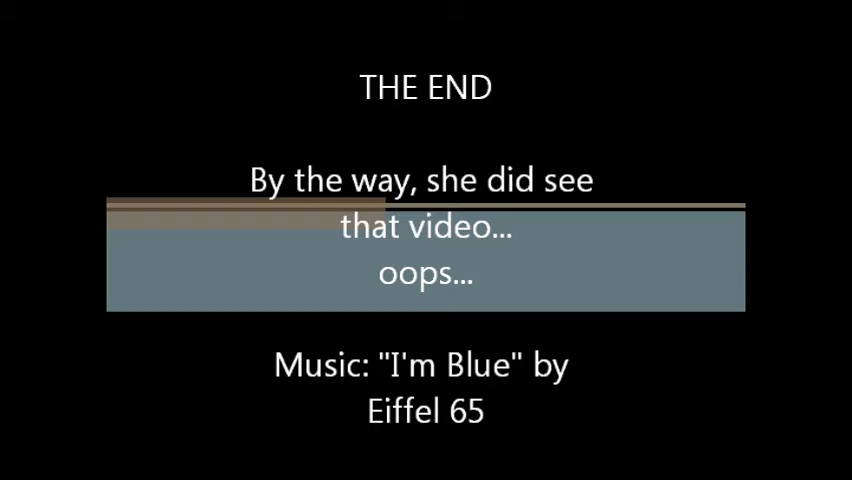 THE END
By the way, she did see
that video...
oops...
Music: "I'm Blue" by
Eiffel 65